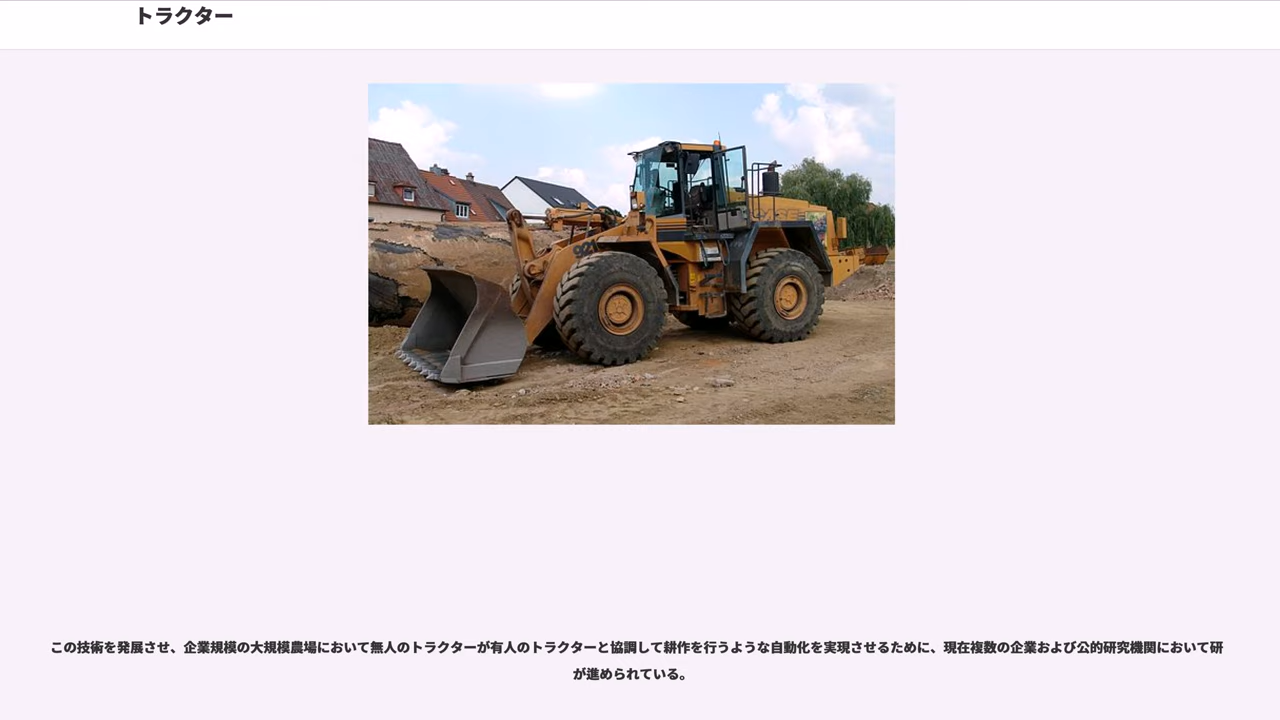 トラクター
921
この技術を発展させ、企業規模の大規模農場において無人のトラクターが有人のトラクターと協調して耕作を行うような自動化を実現させるために、現在複数の企業および公的研究機関において研
が進められている。